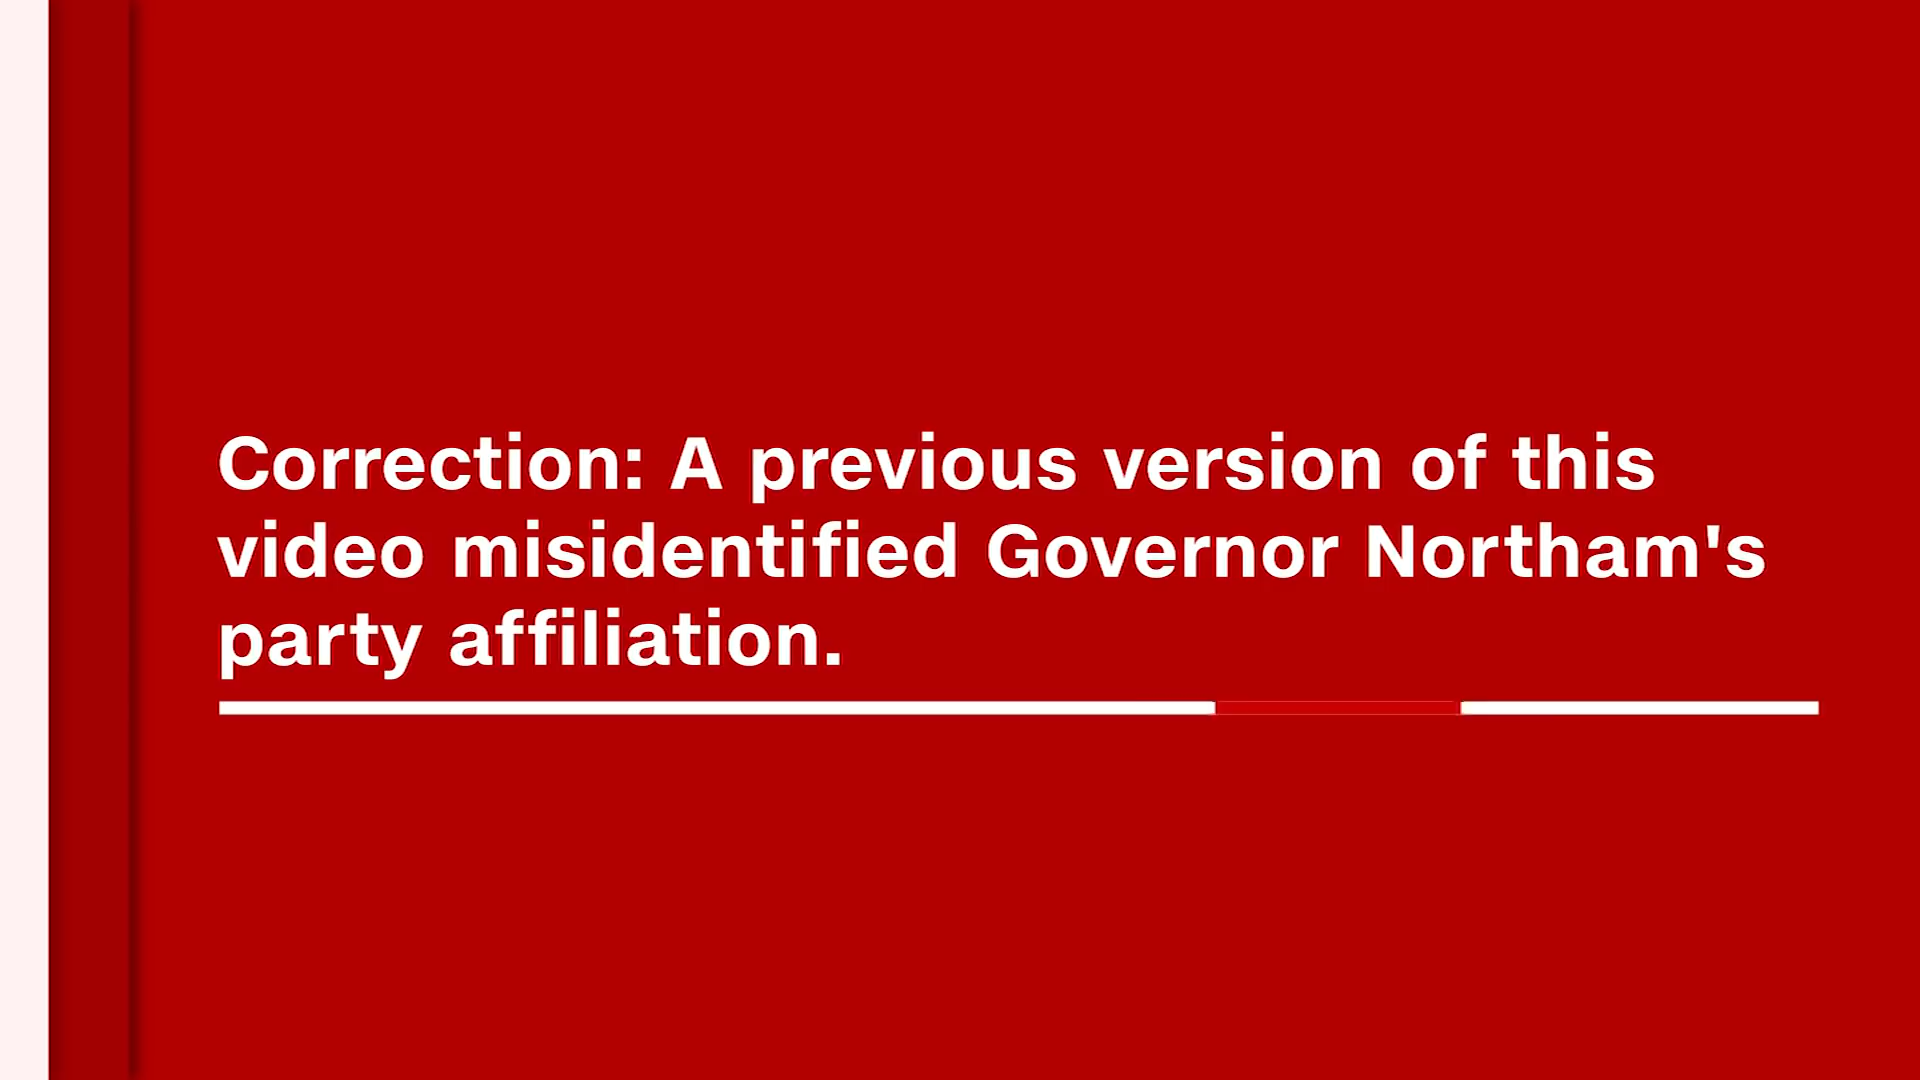 Correction: A previous version of this
video misidentified Governor Northam's
party affiliation.